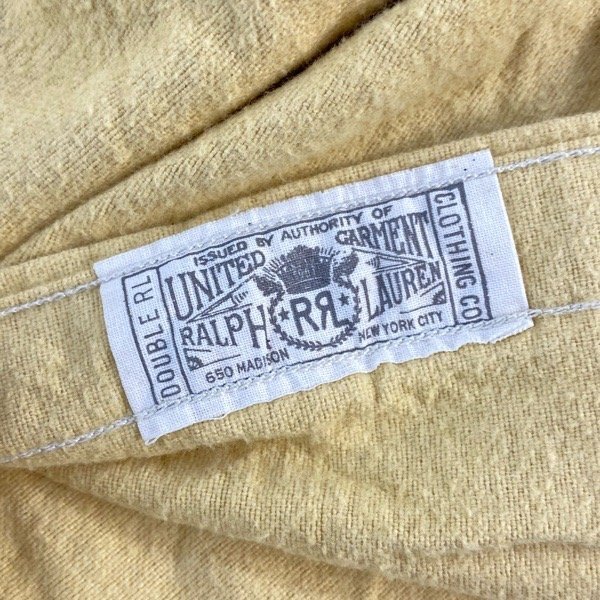 DOUBLE RL
ISSUED BY AUTHORITY OF
UNITED GARMENT
RALPH RRL LAUREN
650 MADISON NEW YORK CITY
CLOTHING CO